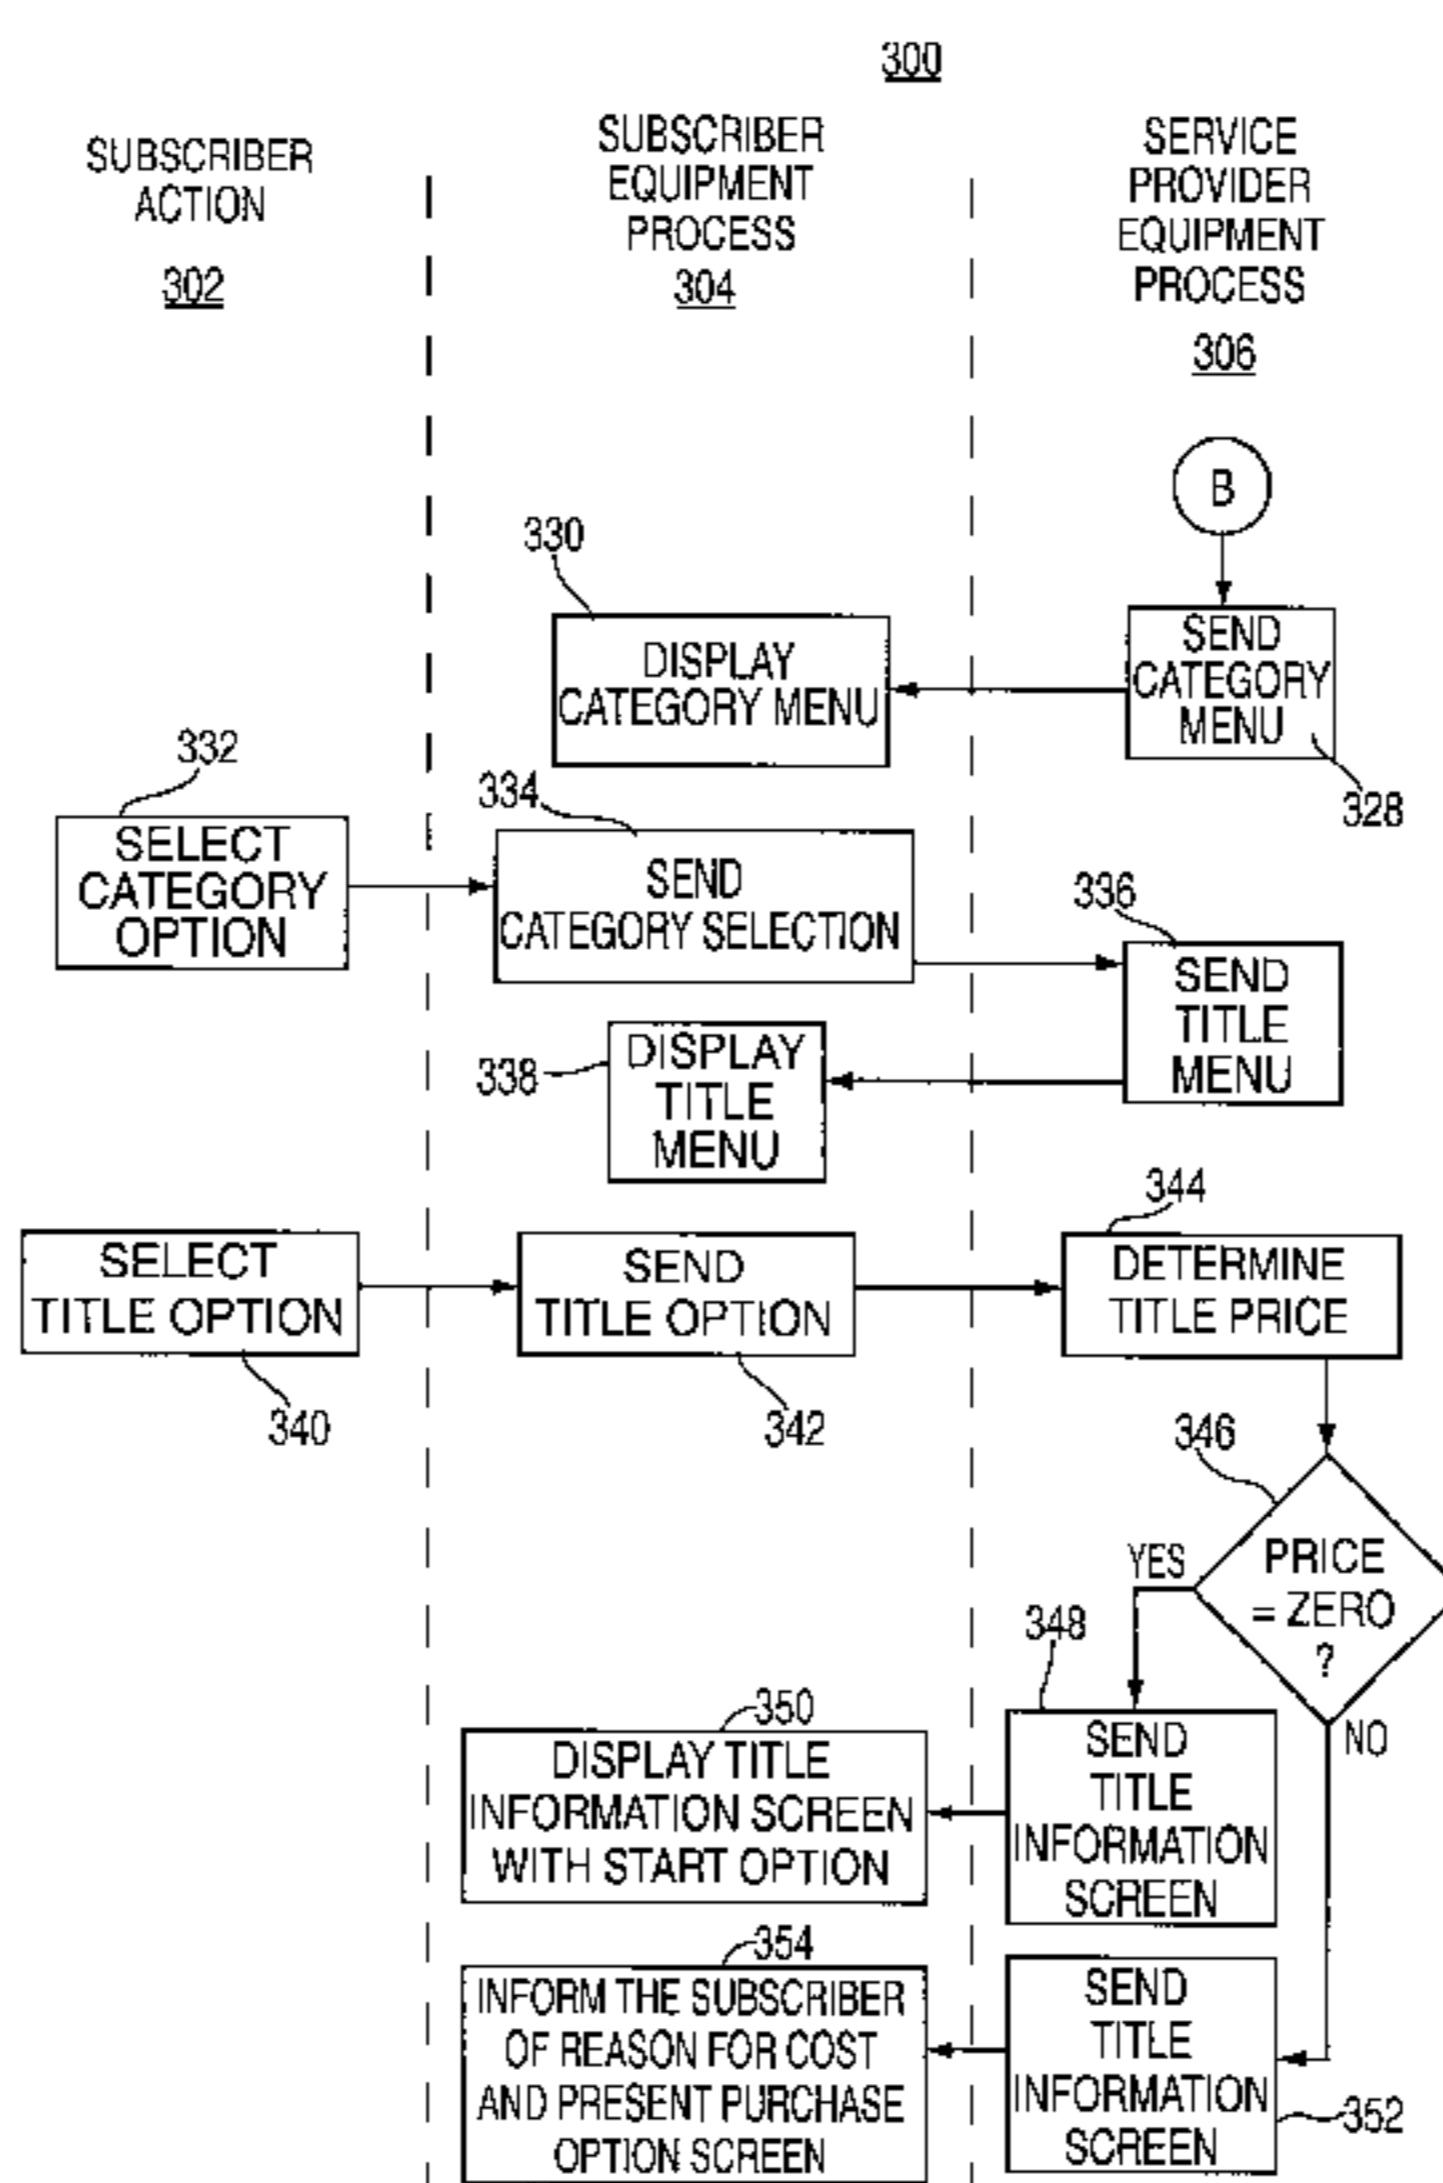 300
SUBSCRIBER
ACTION
302
SUBSCRIBER
EQUIPMENT
PROCESS
304
SERVICE
PROVIDER
EQUIPMENT
PROCESS
306
B
330
DISPLAY
CATEGORY MENU
SEND
CATEGORY
MENU
328
332
SELECT
CATEGORY
OPTION
334
SEND
CATEGORY SELECTION
336
SEND
TITLE
MENU
338
DISPLAY
TITLE
MENU
SELECT
TITLE OPTION
340
SEND
TITLE OPTION
342
344
DETERMINE
TITLE PRICE
346
PRICE
= ZERO
?
YES
NO
348
SEND
TITLE
INFORMATION
SCREEN
350
DISPLAY TITLE
INFORMATION SCREEN
WITH START OPTION
SEND
TITLE
INFORMATION
SCREEN
352
354
INFORM THE SUBSCRIBER
OF REASON FOR COST
AND PRESENT PURCHASE
OPTION SCREEN